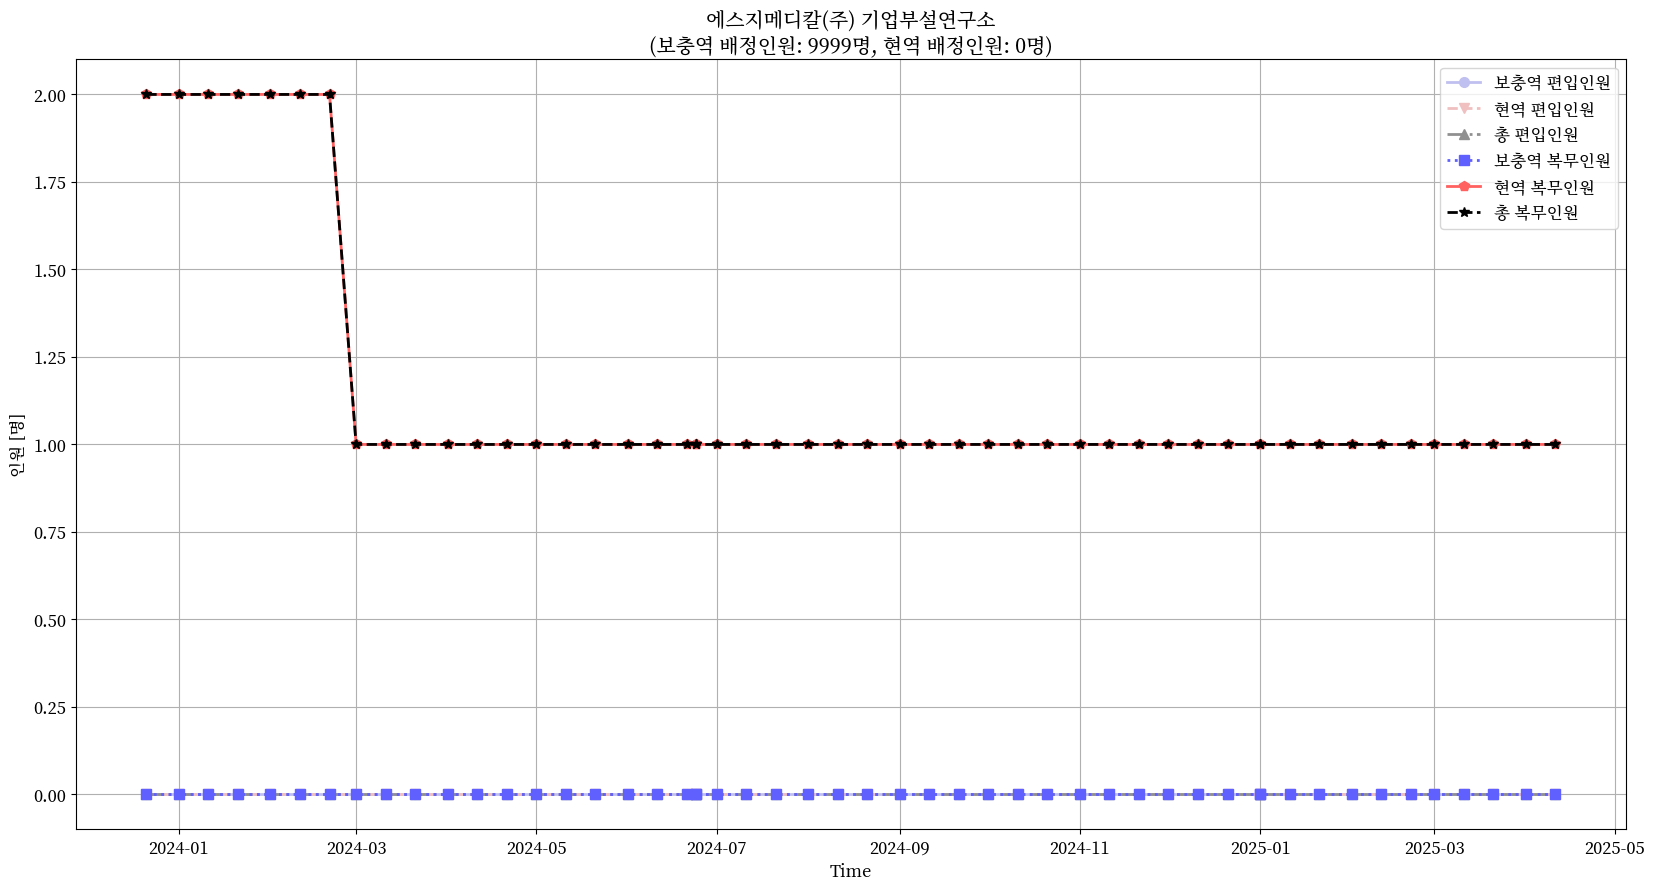 에스지메디칼(주) 기업부설연구소
(보충역 배정인원: 9999명, 현역 배정인원: 0명)
보충역 편입인원
현역 편입인원
총 편입인원
보충역 복무인원
현역 복무인원
총 복무인원
2.00
1.75
1.50
1.25
1.00
0.75
0.50
0.25
0.00
인원 [명]
2024-01
2024-03
2024-05
2024-07
2024-09
2024-11
2025-01
2025-03
2025-05
Time